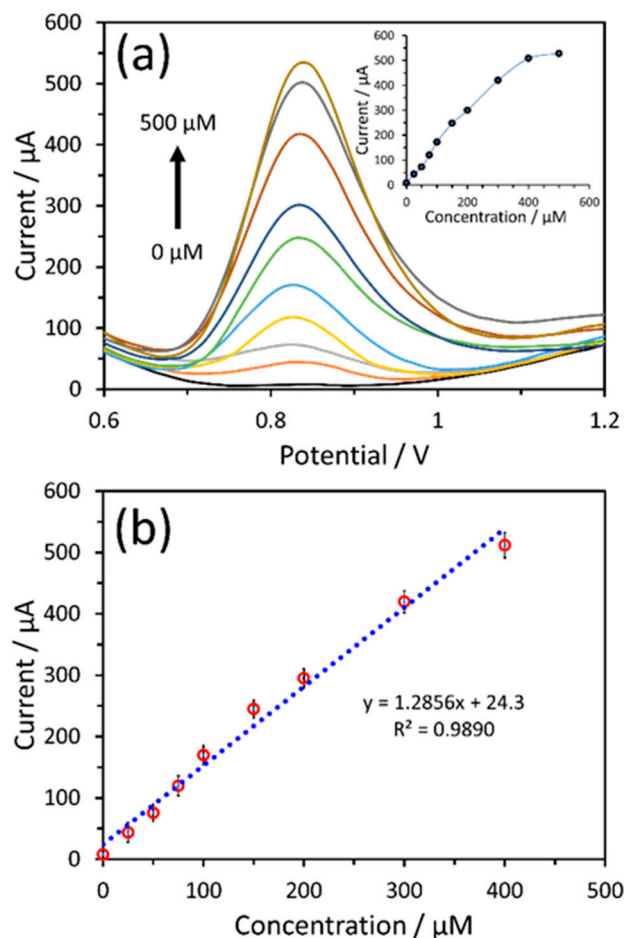 (a)
600
500
400
300
200
100
0
Current / µA
500 µM
0 µM
0.6
0.8
1
1.2
Potential / V
600
500
400
300
200
100
0
Current / µA
0
200
400
600
Concentration / µM
(b)
600
500
400
300
200
100
0
Current / µA
y = 1.2856x + 24.3
R² = 0.9890
0
100
200
300
400
500
Concentration / µM